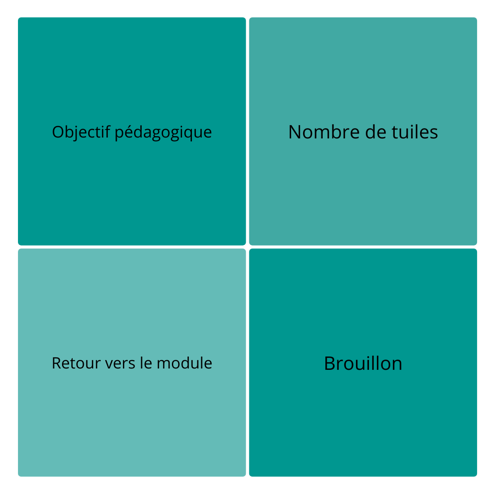 Objectif pédagogique
Nombre de tuiles
Retour vers le module
Brouillon